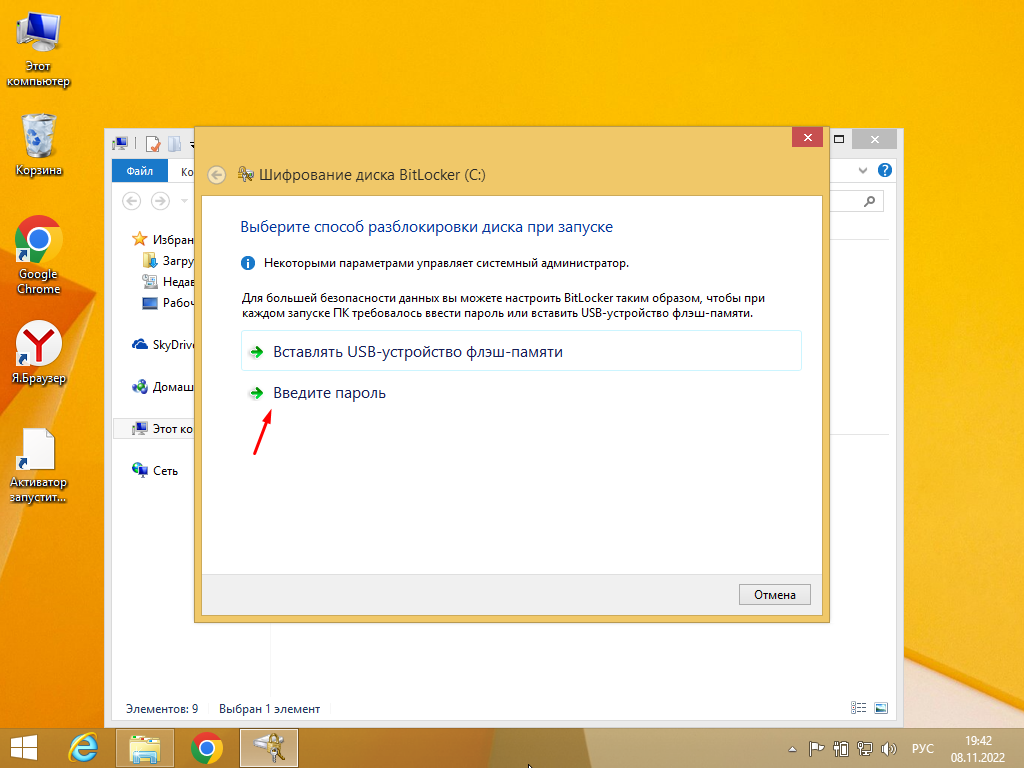 Этот
компьютер
Корзина
Google
Chrome
Я.Браузер
Активатор
запустит...
Файл
Ко
Избран
Загру
Недав
Рабоч
SkyDrive
Домаш
Этот ко
Сеть
Элементов: 9
Выбран 1 элемент
Шифрование диска BitLocker (C:)
Выберите способ разблокировки диска при запуске
Некоторыми параметрами управляет системный администратор.
Для большей безопасности данных вы можете настроить BitLocker таким образом, чтобы при
каждом запуске ПК требовалось ввести пароль или вставить USB-устройство флэш-памяти.
Вставлять USB-устройство флэш-памяти
Введите пароль
Отмена
РУС
19:42
08.11.2022